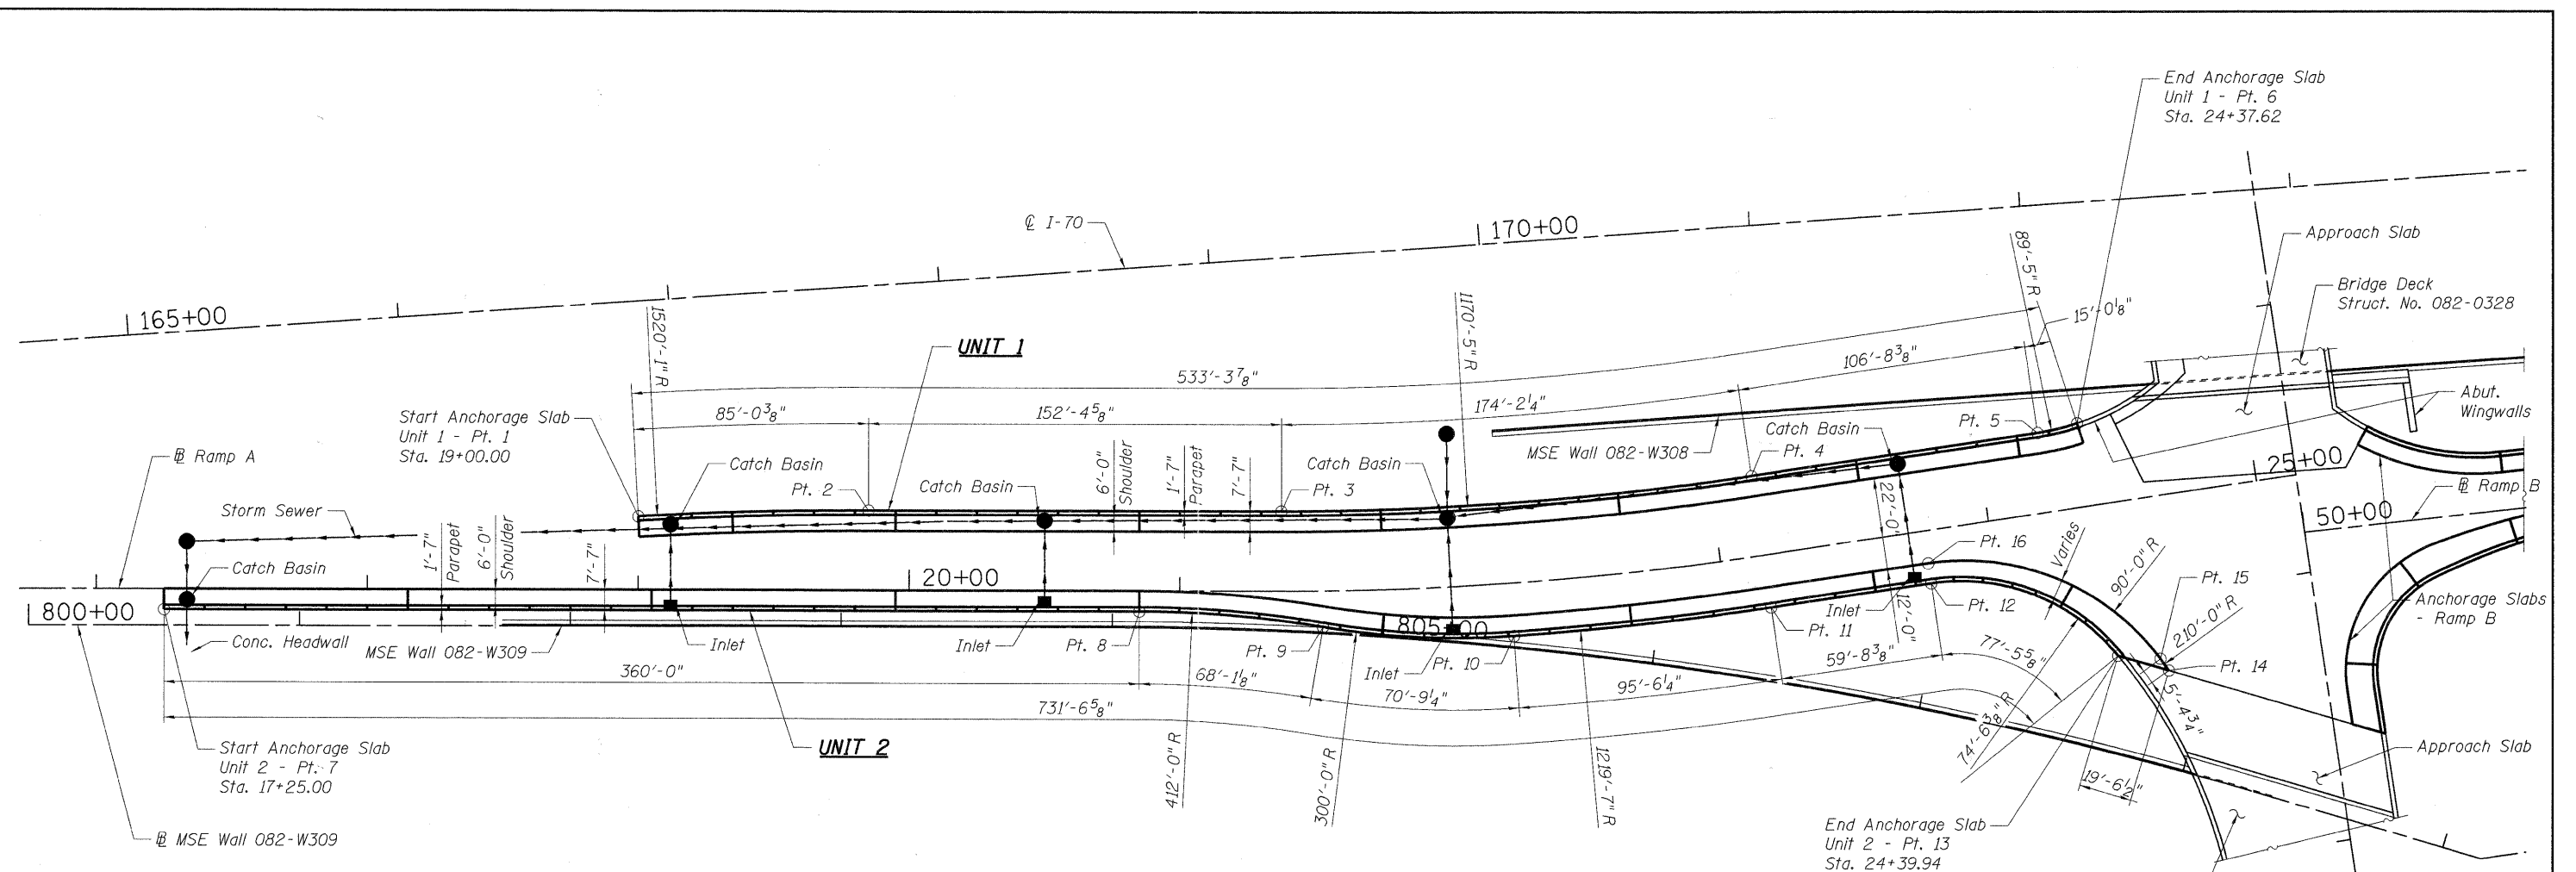 End Anchorage Slab
Unit 1 - Pt. 6
Sta. 24+37.62
℄ I-70
170+00
Approach Slab
89'-5" R
Bridge Deck
Struct. No. 082-0328
165+00
1520'-1" R
UNIT 1
1170'-5" R
15'-0⅛"
106'-8⅜"
533'-3⅞"
Start Anchorage Slab
Unit 1 - Pt. 1
Sta. 19+00.00
85'-0⅜"
152'-4⅝"
174'-2¼"
Abut.
Wingwalls
Pt. 5
Catch Basin
MSE Wall 082-W308
Pt. 4
℔ Ramp A
Catch Basin
Pt. 2
Catch Basin
6'-0"
Shoulder
1'-7"
Parapet
7'-7"
Catch Basin
Pt. 3
25+00
℔ Ramp B
22'-0"
50+00
Storm Sewer
1'-7"
Parapet
6'-0"
Shoulder
7'-7"
Catch Basin
20+00
Pt. 16
Varies
90'-0" R
Pt. 15
800+00
Conc. Headwall
MSE Wall 082-W309
Inlet
Inlet
Pt. 8
Pt. 9
805+00
Inlet
Pt. 10
Pt. 11
Inlet
12'-0"
Pt. 12
210'-0" R
Pt. 14
Anchorage Slabs
- Ramp B
360'-0"
68'-1⅛"
70'-9¼"
95'-6¼"
59'-8⅜"
77'-5⅝"
731'-6⅝"
74'-6⅜" R
5'-4¾"
Start Anchorage Slab
Unit 2 - Pt. 7
Sta. 17+25.00
UNIT 2
412'-0" R
300'-0" R
1219'-7" R
19'-6½"
Approach Slab
℔ MSE Wall 082-W309
End Anchorage Slab
Unit 2 - Pt. 13
Sta. 24+39.94